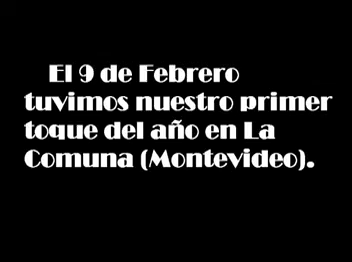 El 9 de Febrero
tuvimos nuestro primer
toque del año en La
Comuna (Montevideo).